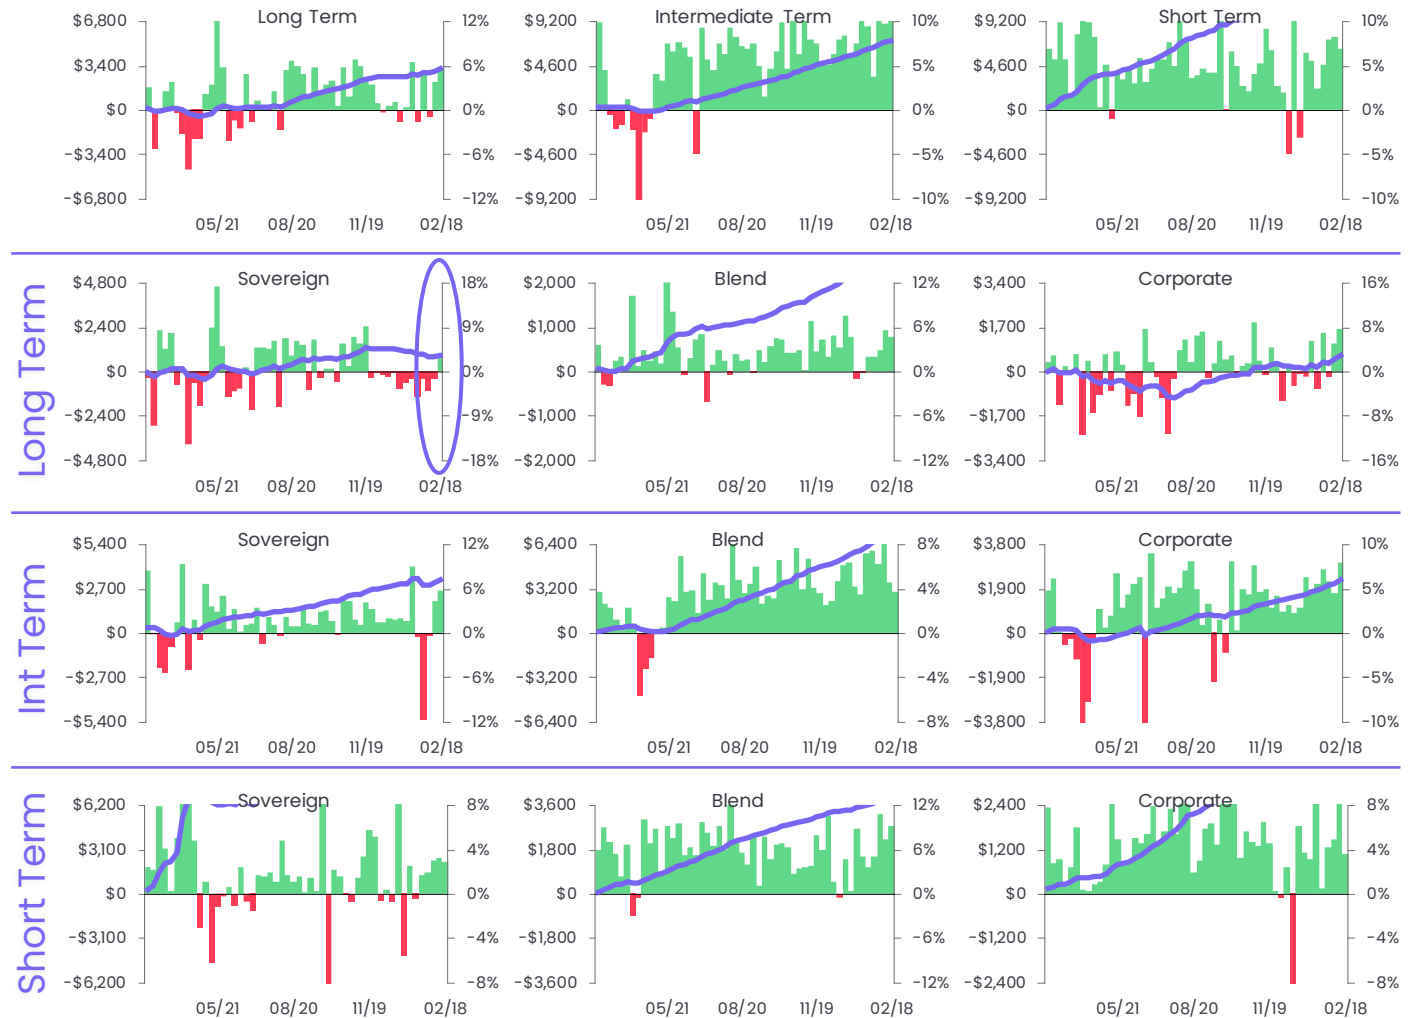 Long Term
Intermediate Term
Short Term
$6,800 12% $9,200 10% $9,200 10%
$3,400 6% $4,600 5% $4,600 5%
$0 0% $0 0% $0 0%
-$3,400 -6% -$4,600 -5% -$4,600 -5%
-$6,800 -12% -$9,200 -10% -$9,200 -10%
05/21 08/20 11/19 02/18 05/21 08/20 11/19 02/18 05/21 08/20 11/19 02/18
Long Term
Sovereign
Blend
Corporate
$4,800 18% $2,000 12% $3,400 16%
$2,400 9% $1,000 6% $1,700 8%
$0 0% $0 0% $0 0%
-$2,400 -9% -$1,000 -6% -$1,700 -8%
-$4,800 -18% -$2,000 -12% -$3,400 -16%
05/21 08/20 11/19 02/18 05/21 08/20 11/19 02/18 05/21 08/20 11/19 02/18
Int Term
Sovereign
Blend
Corporate
$5,400 12% $6,400 8% $3,800 10%
$2,700 6% $3,200 4% $1,900 5%
$0 0% $0 0% $0 0%
-$2,700 -6% -$3,200 -4% -$1,900 -5%
-$5,400 -12% -$6,400 -8% -$3,800 -10%
05/21 08/20 11/19 02/18 05/21 08/20 11/19 02/18 05/21 08/20 11/19 02/18
Short Term
Sovereign
Blend
Corporate
$6,200 8% $3,600 12% $2,400 8%
$3,100 4% $1,800 6% $1,200 4%
$0 0% $0 0% $0 0%
-$3,100 -4% -$1,800 -6% -$1,200 -4%
-$6,200 -8% -$3,600 -12% -$2,400 -8%
05/21 08/20 11/19 02/18 05/21 08/20 11/19 02/18 05/21 08/20 11/19 02/18